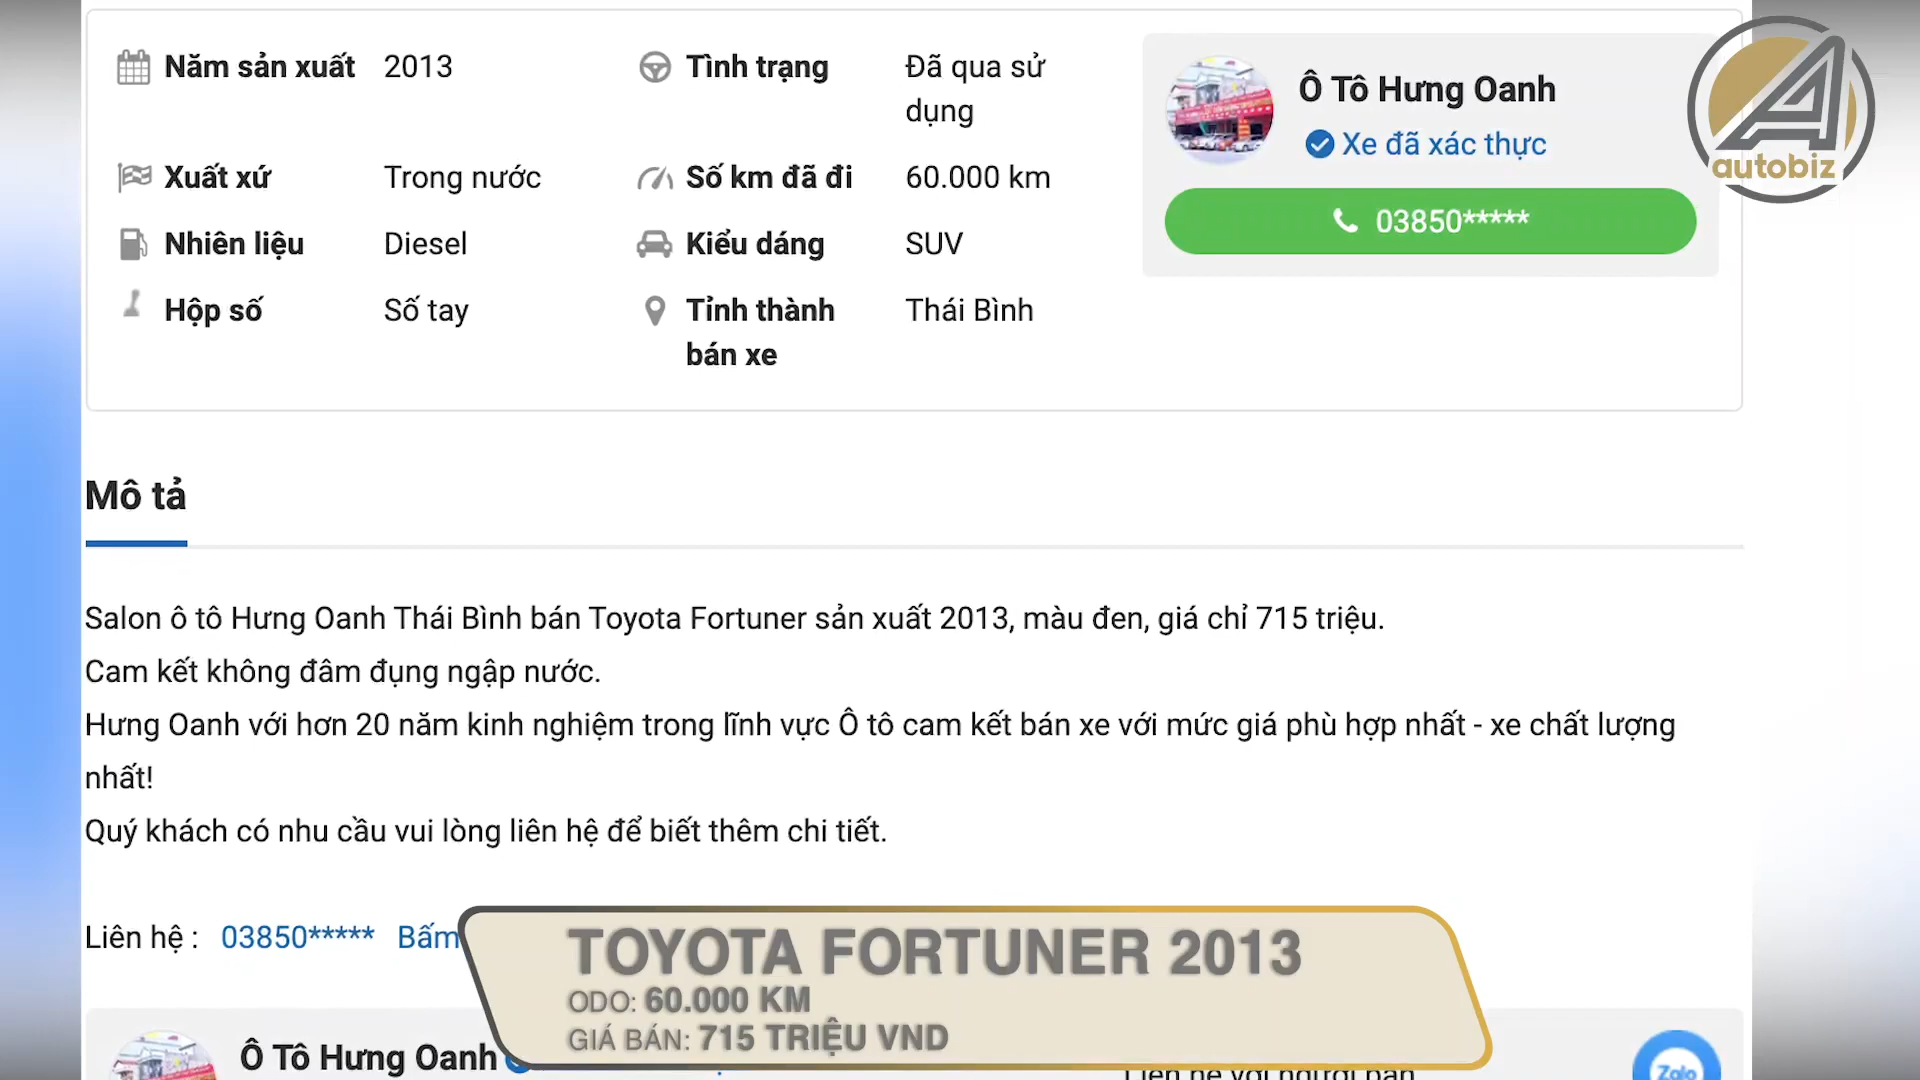 Năm sản xuất 2013
Tình trạng Đã qua sử
dụng
Xuất xứ Trong nước
Số km đã đi 60.000 km
Nhiên liệu Diesel
Kiểu dáng SUV
Hộp số Số tay
Tỉnh thành Thái Bình
bán xe
Ô Tô Hưng Oanh
Xe đã xác thực
03850*****
autobiz
Mô tả
Salon ô tô Hưng Oanh Thái Bình bán Toyota Fortuner sản xuất 2013, màu đen, giá chỉ 715 triệu.
Cam kết không đâm đụng ngập nước.
Hưng Oanh với hơn 20 năm kinh nghiệm trong lĩnh vực Ô tô cam kết bán xe với mức giá phù hợp nhất - xe chất lượng
nhất!
Quý khách có nhu cầu vui lòng liên hệ để biết thêm chi tiết.
Liên hệ : 03850***** Bấm
TOYOTA FORTUNER 2013
ODO: 60.000 KM
GIÁ BÁN: 715 TRIỆU VND
Ô Tô Hưng Oanh
Liên hệ với người bán
Zalo